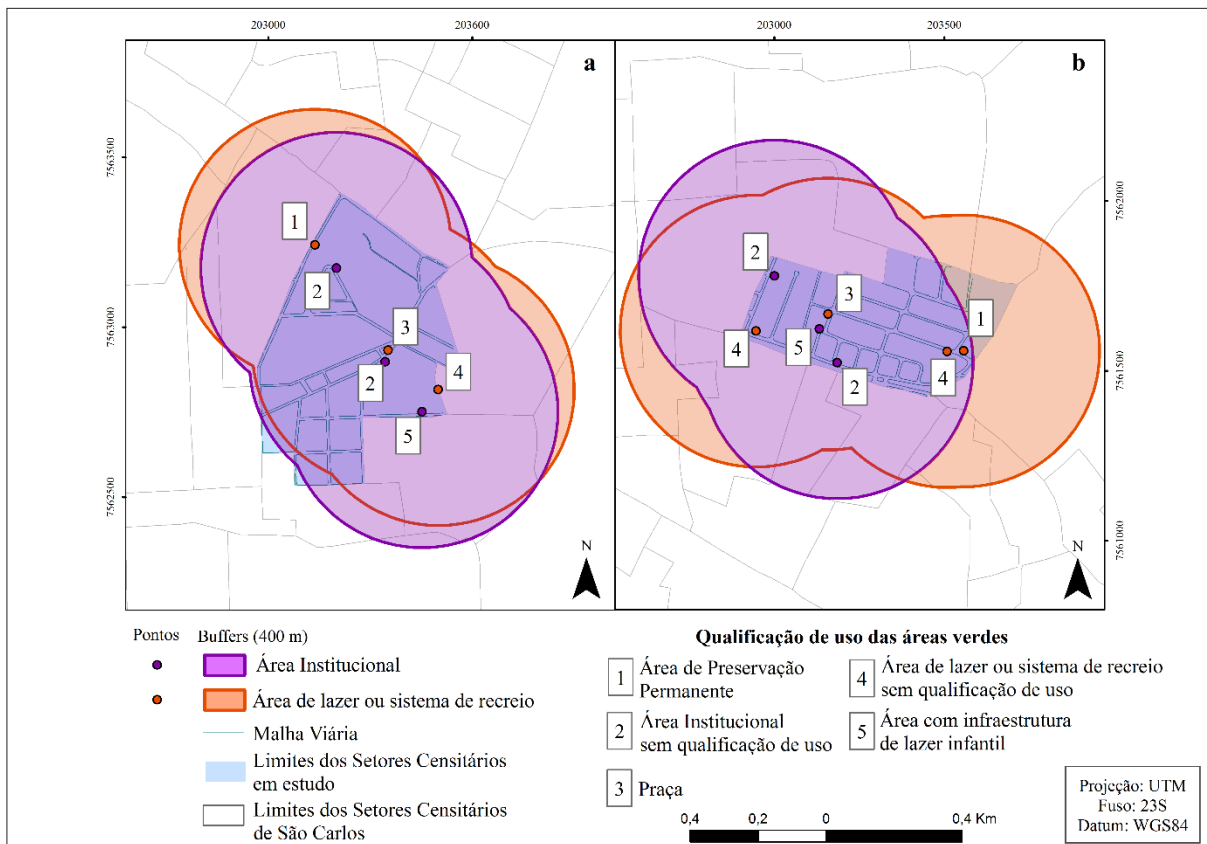 203000
203600
203000
203500
a
b
7563500
7563000
7562500
7562000
7561500
7561000
1
2
3
2
4
5
2
3
1
4
5
2
4
N
N
Pontos
Buffers (400 m)
Área Institucional
Área de lazer ou sistema de recreio
Malha Viária
Limites dos Setores Censitários
em estudo
Limites dos Setores Censitários
de São Carlos
Qualificação de uso das áreas verdes
1
Área de Preservação
Permanente
2
Área Institucional
sem qualificação de uso
3
Praça
4
Área de lazer ou sistema de recreio
sem qualificação de uso
5
Área com infraestrutura
de lazer infantil
0,4
0,2
0
0,4 Km
Projeção: UTM
Fuso: 23S
Datum: WGS84